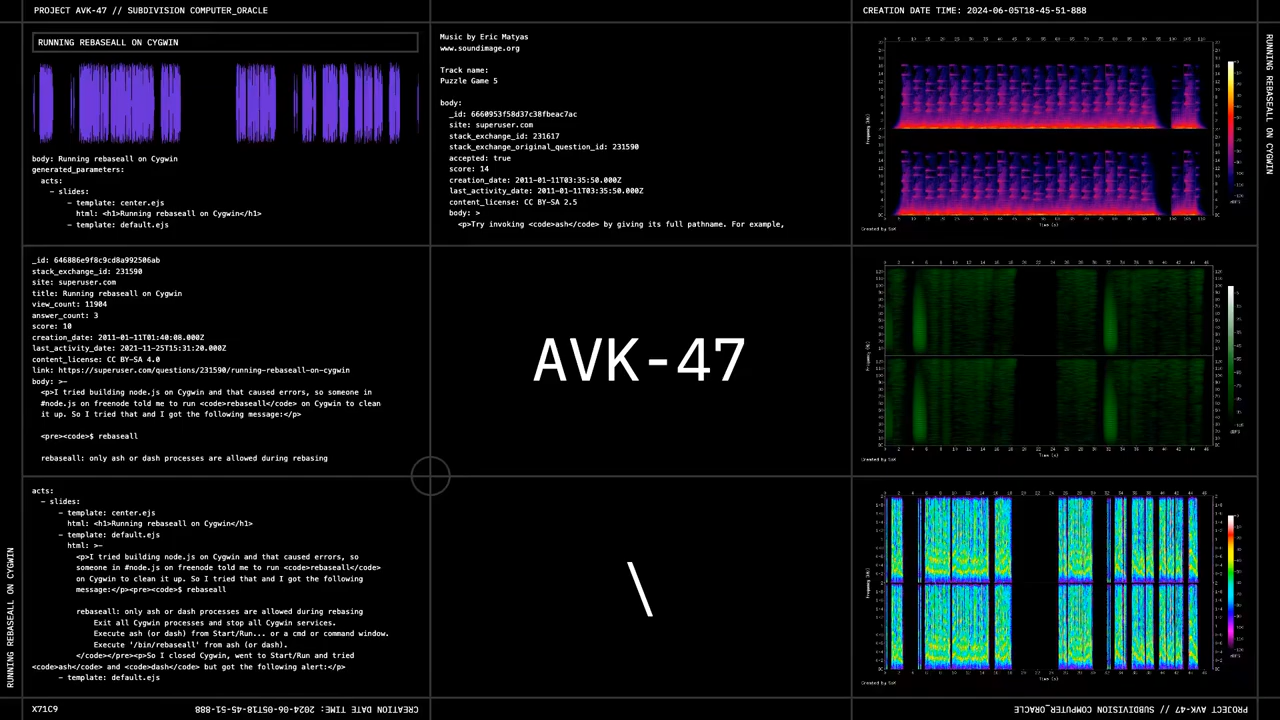 PROJECT AVK-47 // SUBDIVISION COMPUTER_ORACLE
CREATION DATE TIME: 2024-06-05T18-45-51-888
RUNNING REBASEALL ON CYGWIN
body: Running rebaseall on Cygwin
generated_parameters:
acts:
- slides:
- template: center.ejs
html: <h1>Running rebaseall on Cygwin</h1>
- template: default.ejs
Music by Eric Matyas
www.soundimage.org
Track name:
Puzzle Game 5
body:
_id: 6660953f58d37c38fbeac7ac
site: superuser.com
stack_exchange_id: 231617
stack_exchange_original_question_id: 231590
accepted: true
score: 14
creation_date: 2011-01-11T03:35:50.000Z
last_activity_date: 2011-01-11T03:35:50.000Z
content_license: CC BY-SA 2.5
body: >
<p>Try invoking <code>ash</code> by giving its full pathname. For example,
Frequency (kHz)
Time (s)
dBFS
Created by SoX
RUNNING REBASEALL ON CYGWIN
_id: 646886e9f8c9cd8a992506ab
stack_exchange_id: 231590
site: superuser.com
title: Running rebaseall on Cygwin
view_count: 11904
answer_count: 3
score: 10
creation_date: 2011-01-11T01:40:08.000Z
last_activity_date: 2021-11-25T15:31:20.000Z
content_license: CC BY-SA 4.0
link: https://superuser.com/questions/231590/running-rebaseall-on-cygwin
body: >-
<p>I tried building node.js on Cygwin and that caused errors, so someone in
#node.js on freenode told me to run <code>rebaseall</code> on Cygwin to clean
it up. So I tried that and I got the following message:</p>
<pre><code>$ rebaseall
rebaseall: only ash or dash processes are allowed during rebasing
AVK-47
Time (s)
dBFS
Created by SoX
acts:
- slides:
- template: center.ejs
html: <h1>Running rebaseall on Cygwin</h1>
- template: default.ejs
html: >-
<p>I tried building node.js on Cygwin and that caused errors, so
someone in #node.js on freenode told me to run <code>rebaseall</code>
on Cygwin to clean it up. So I tried that and I got the following
message:</p><pre><code>$ rebaseall
rebaseall: only ash or dash processes are allowed during rebasing
Exit all Cygwin processes and stop all Cygwin services.
Execute ash (or dash) from Start/Run... or a cmd or command window.
Execute '/bin/rebaseall' from ash (or dash).
</code></pre><p>So I closed Cygwin, went to Start/Run and tried
<code>ash</code> and <code>dash</code> but got the following alert:</p>
- template: default.ejs
\
Time (s)
dBFS
Created by SoX
RUNNING REBASEALL ON CYGWIN
X71C6
CREATION DATE TIME: 2024-06-05T18-45-51-888
PROJECT AVK-47 // SUBDIVISION COMPUTER_ORACLE